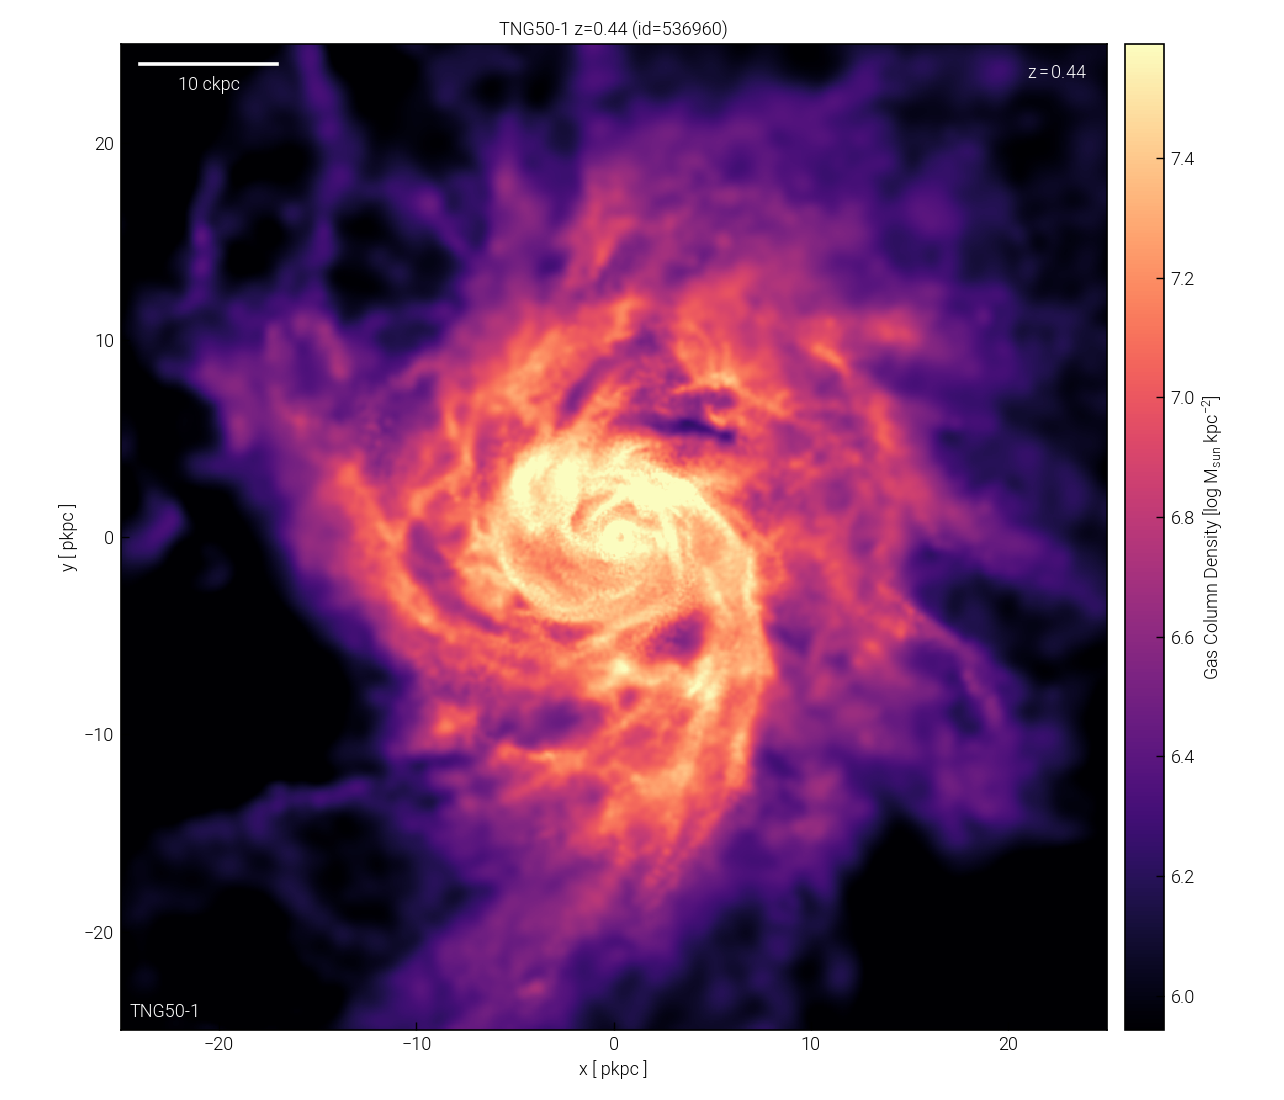 TNG50-1 z=0.44 (id=536960)
10 ckpc
z=0.44
20
10
0
−10
−20
y [ pkpc ]
TNG50-1
−20
−10
0
10
20
x [ pkpc ]
7.4
7.2
7.0
6.8
6.6
6.4
6.2
6.0
Gas Column Density [log M_sun kpc^−2]